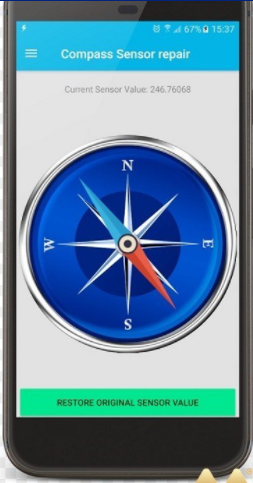 67% 15:37
Compass Sensor repair
Current Sensor Value: 246.76068
N
W
E
S
RESTORE ORIGINAL SENSOR VALUE